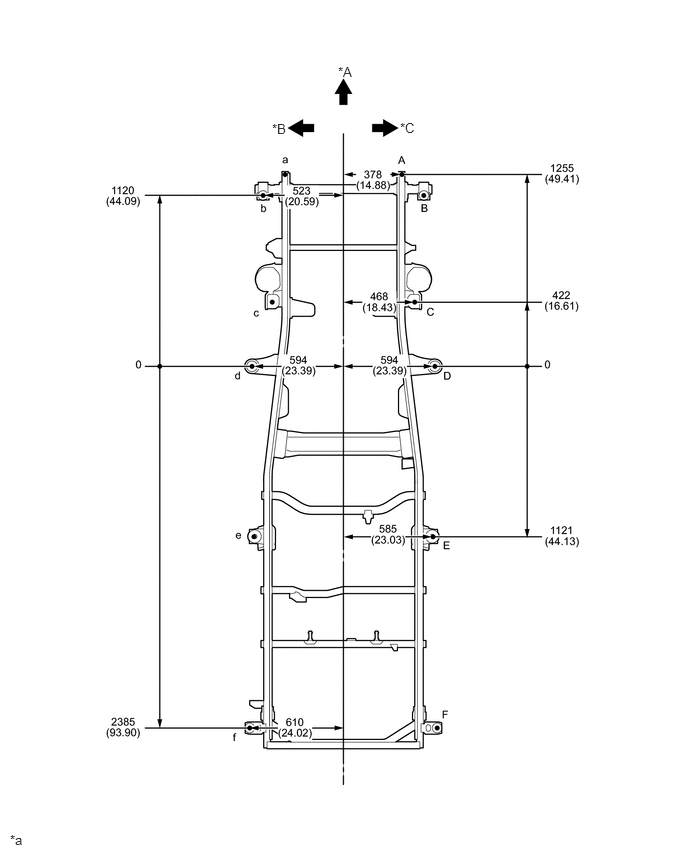 *A
*B
*C
a
A
378
(14.88)
1255
(49.41)
1120
(44.09)
523
(20.59)
b
B
c
468
(18.43)
C
422
(16.61)
0
594
(23.39)
594
(23.39)
0
d
D
e
585
(23.03)
E
1121
(44.13)
2385
(93.90)
610
(24.02)
F
f
*a